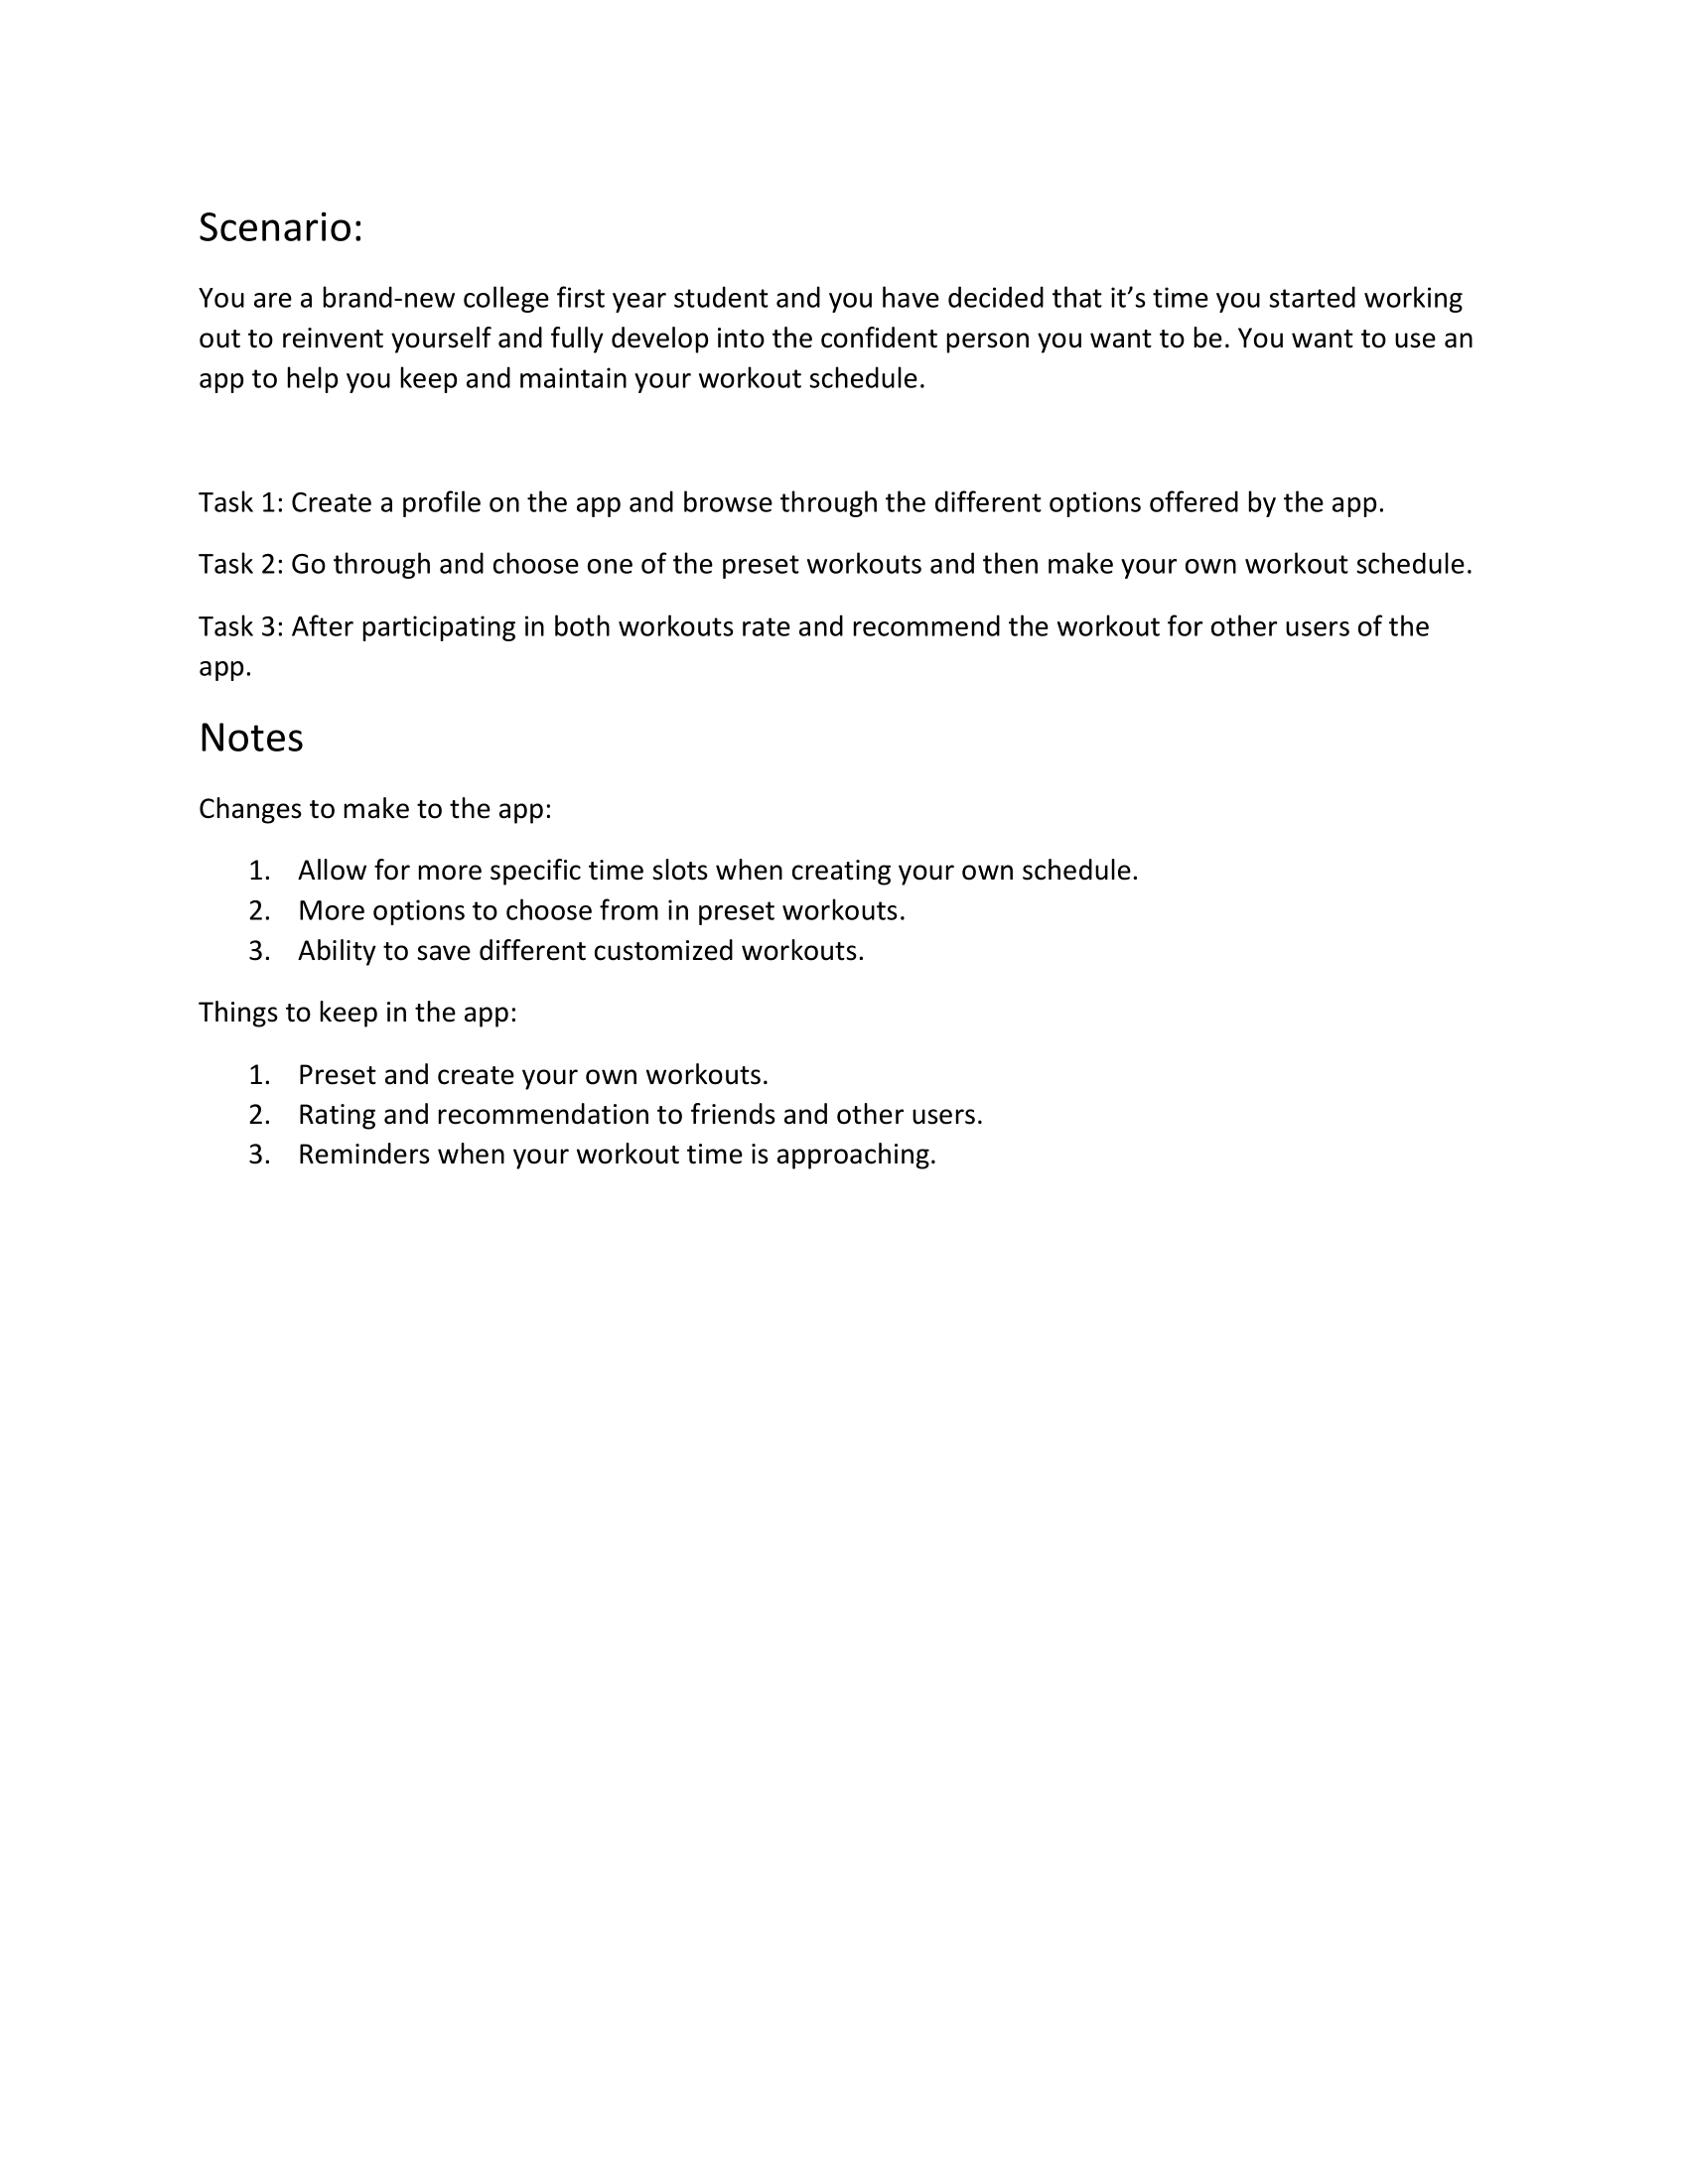 Scenario:
You are a brand-new college first year student and you have decided that it’s time you started working
out to reinvent yourself and fully develop into the confident person you want to be. You want to use an
app to help you keep and maintain your workout schedule.
Task 1: Create a profile on the app and browse through the different options offered by the app.
Task 2: Go through and choose one of the preset workouts and then make your own workout schedule.
Task 3: After participating in both workouts rate and recommend the workout for other users of the
app.
Notes
Changes to make to the app:
1. Allow for more specific time slots when creating your own schedule.
2. More options to choose from in preset workouts.
3. Ability to save different customized workouts.
Things to keep in the app:
1. Preset and create your own workouts.
2. Rating and recommendation to friends and other users.
3. Reminders when your workout time is approaching.